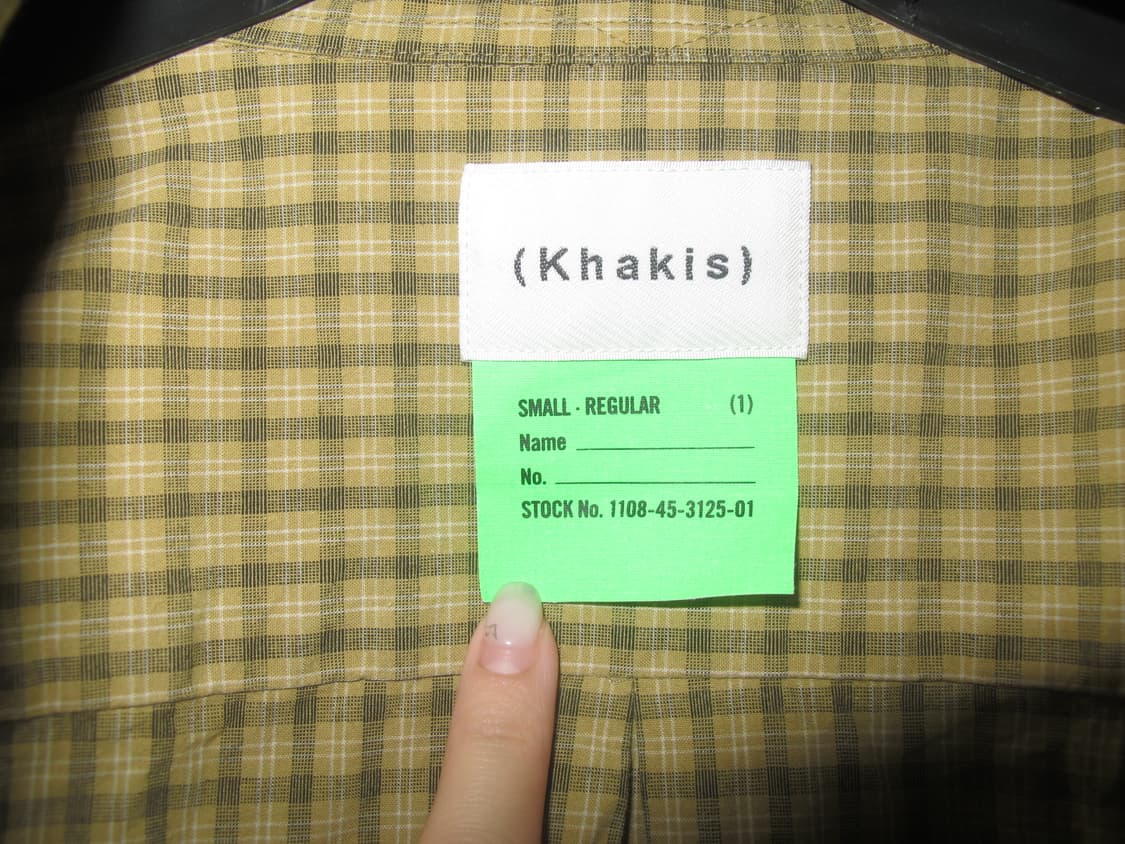 (Khakis)
SMALL · REGULAR (1)
Name
No.
STOCK No. 1108-45-3125-01